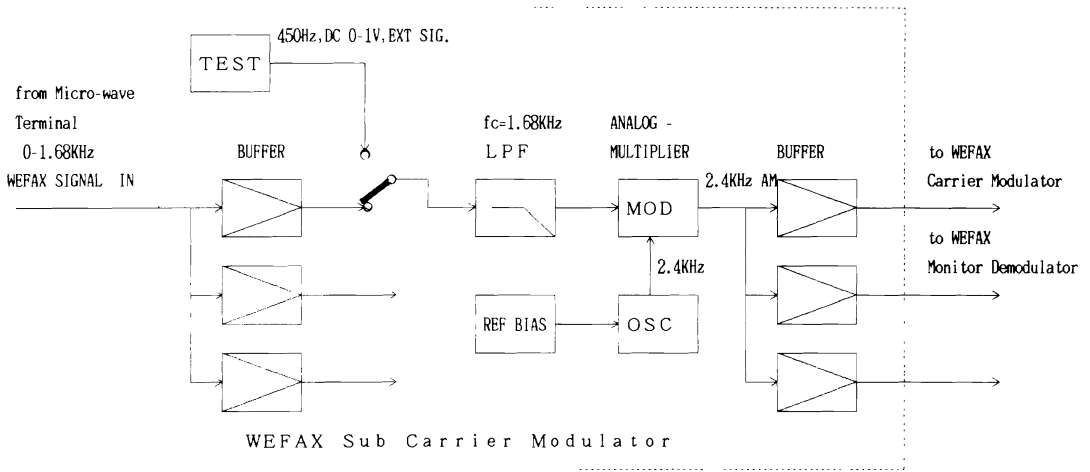 450Hz, DC 0-1V, EXT SIG.
TEST
from Micro-wave
Terminal
0-1.68KHz
WEFAX SIGNAL IN
BUFFER
fc=1.68KHz
LPF
ANALOG -
MULTIPLIER
MOD
2.4KHz AM
BUFFER
to WEFAX
Carrier Modulator
to WEFAX
Monitor Demodulator
2.4KHz
REF BIAS
OSC
WEFAX Sub Carrier Modulator